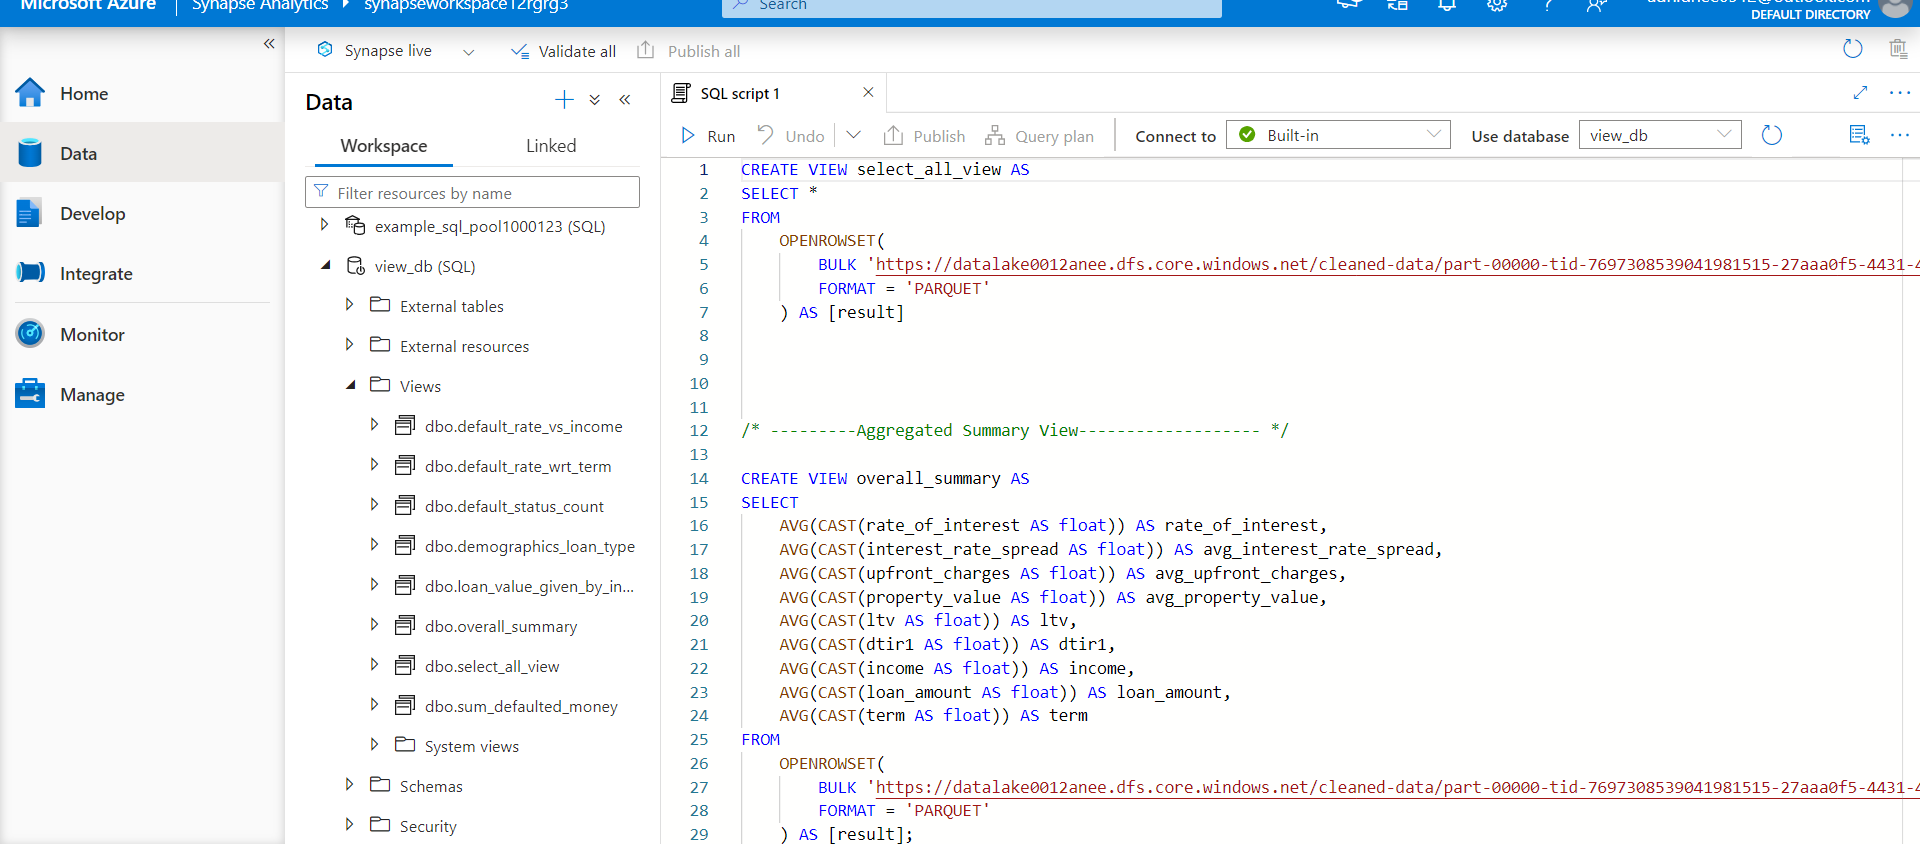 Microsoft Azure
Synapse Analytics
synapseworkspace12rgrg3
Search
DEFAULT DIRECTORY
Home
Data
Develop
Integrate
Monitor
Manage
Synapse live
Validate all
Publish all
Data
Workspace
Linked
Filter resources by name
example_sql_pool1000123 (SQL)
view_db (SQL)
External tables
External resources
Views
dbo.default_rate_vs_income
dbo.default_rate_wrt_term
dbo.default_status_count
dbo.demographics_loan_type
dbo.loan_value_given_by_in...
dbo.overall_summary
dbo.select_all_view
dbo.sum_defaulted_money
System views
Schemas
Security
SQL script 1
Run Undo Publish Query plan Connect to Built-in Use database view_db
1 CREATE VIEW select_all_view AS
2 SELECT *
3 FROM
4 OPENROWSET(
5 BULK 'https://datalake0012anee.dfs.core.windows.net/cleaned-data/part-00000-tid-7697308539041981515-27aaa0f5-4431-4
6 FORMAT = 'PARQUET'
7 ) AS [result]
8
9
10
11
12 /* ---------Aggregated Summary View------------------- */
13
14 CREATE VIEW overall_summary AS
15 SELECT
16 AVG(CAST(rate_of_interest AS float)) AS rate_of_interest,
17 AVG(CAST(interest_rate_spread AS float)) AS avg_interest_rate_spread,
18 AVG(CAST(upfront_charges AS float)) AS avg_upfront_charges,
19 AVG(CAST(property_value AS float)) AS avg_property_value,
20 AVG(CAST(ltv AS float)) AS ltv,
21 AVG(CAST(dtir1 AS float)) AS dtir1,
22 AVG(CAST(income AS float)) AS income,
23 AVG(CAST(loan_amount AS float)) AS loan_amount,
24 AVG(CAST(term AS float)) AS term
25 FROM
26 OPENROWSET(
27 BULK 'https://datalake0012anee.dfs.core.windows.net/cleaned-data/part-00000-tid-7697308539041981515-27aaa0f5-4431-4
28 FORMAT = 'PARQUET'
29 ) AS [result];